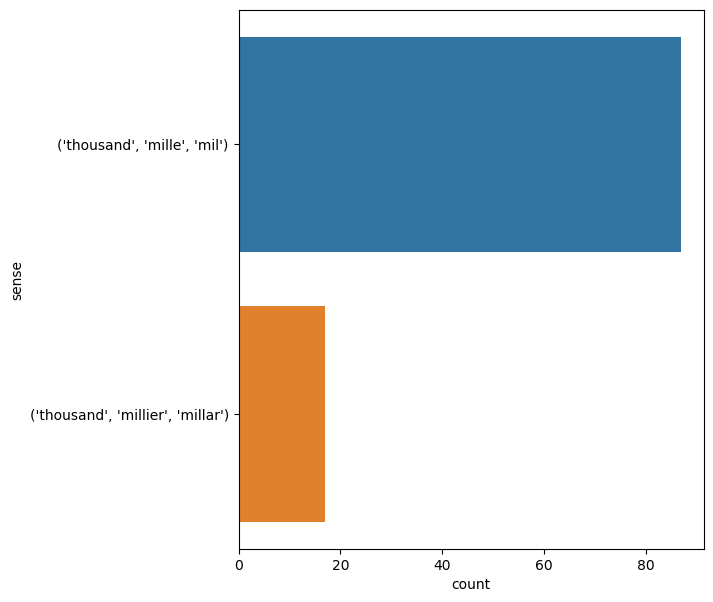 ('thousand', 'mille', 'mil')
sense
('thousand', 'millier', 'millar')
0 20 40 60 80
count